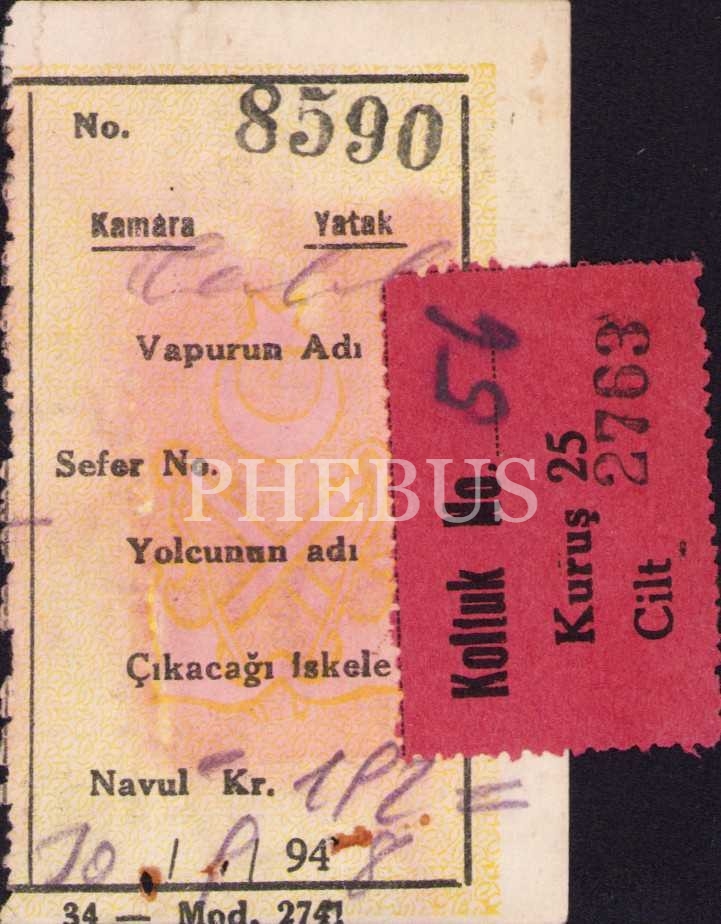 No. 8590
Kamara Yatak
Vapurun Adı
Sefer No.
PHEBUS
Yolcunun adı
Çıkacağı İskele
Navul Kr.
94 8
34 — Mod. 2741
Koltuk No. 56
Kuruş 25
2763
Cilt